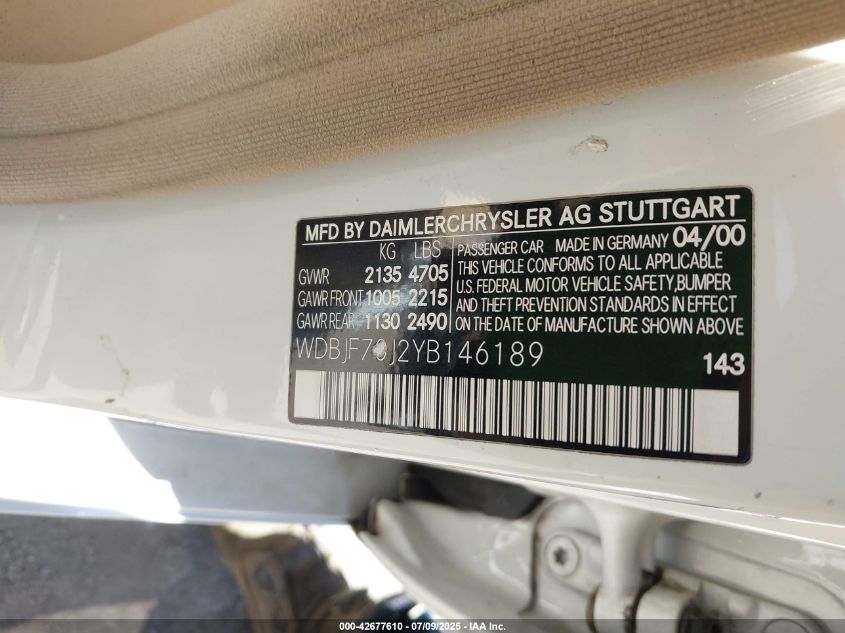 MFD BY DAIMLERCHRYSLER AG STUTTGART
KG LBS
GVWR 2135 4705
GAWR FRONT 1005 2215
GAWR REAR 1130 2490
PASSENGER CAR MADE IN GERMANY 04/00
THIS VEHICLE CONFORMS TO ALL APPLICABLE
U.S. FEDERAL MOTOR VEHICLE SAFETY,BUMPER
AND THEFT PREVENTION STANDARDS IN EFFECT
ON THE DATE OF MANUFACTURE SHOWN ABOVE
WDBJF70J2YB146189
143
000-42677610 | 07/09/2025 - © IAA Inc.